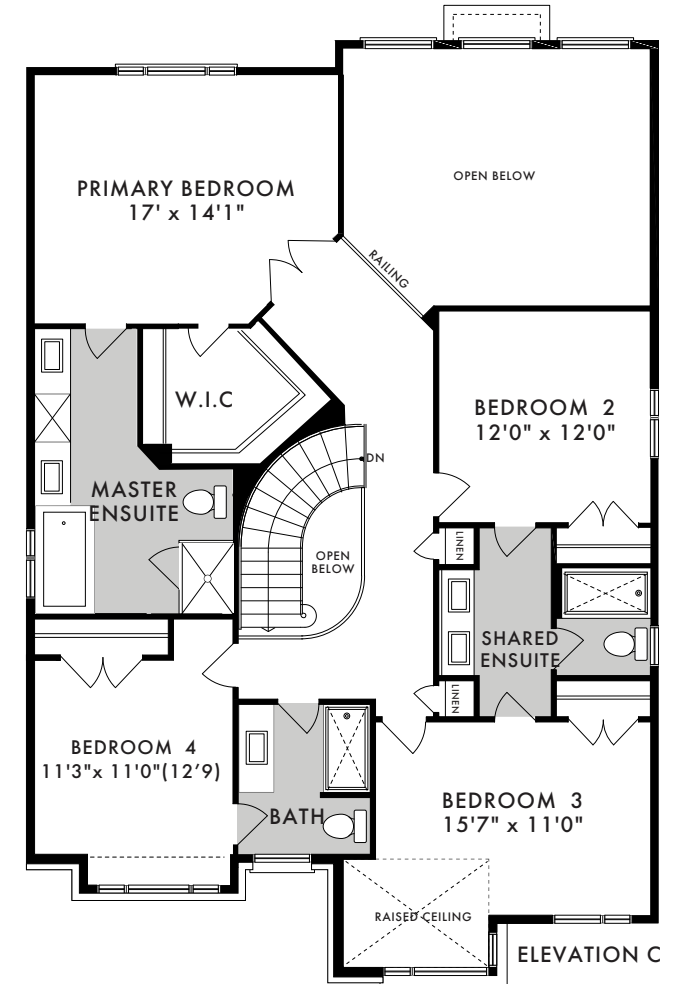 OPEN BELOW
PRIMARY BEDROOM
17' x 14'1"
RAILING
W.I.C
BEDROOM 2
12'0" x 12'0"
DN
MASTER
ENSUITE
LINEN
OPEN
BELOW
SHARED
ENSUITE
LINEN
BEDROOM 4
11'3"x 11'0"(12'9)
BATH
BEDROOM 3
15'7" x 11'0"
RAISED CEILING
ELEVATION C